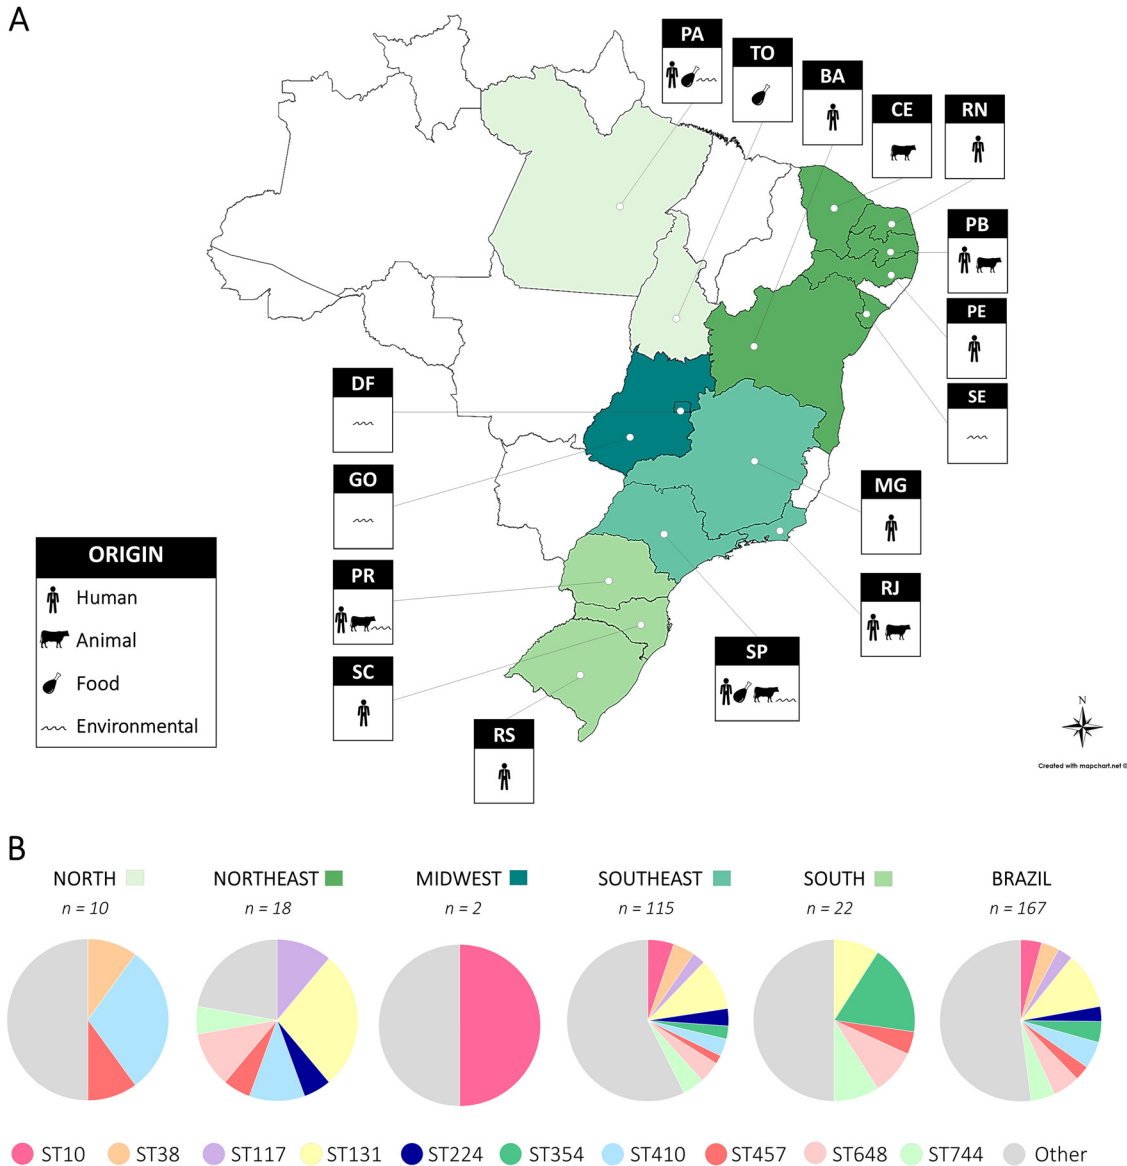 A
PA
TO
BA
CE
RN
PB
PE
SE
DF
GO
MG
PR
RJ
SC
SP
RS
ORIGIN
Human
Animal
Food
Environmental
N
Created with mapchart.net ©
B
NORTH
NORTHEAST
MIDWEST
SOUTHEAST
SOUTH
BRAZIL
n = 10
n = 18
n = 2
n = 115
n = 22
n = 167
ST10 ST38 ST117 ST131 ST224 ST354 ST410 ST457 ST648 ST744 Other